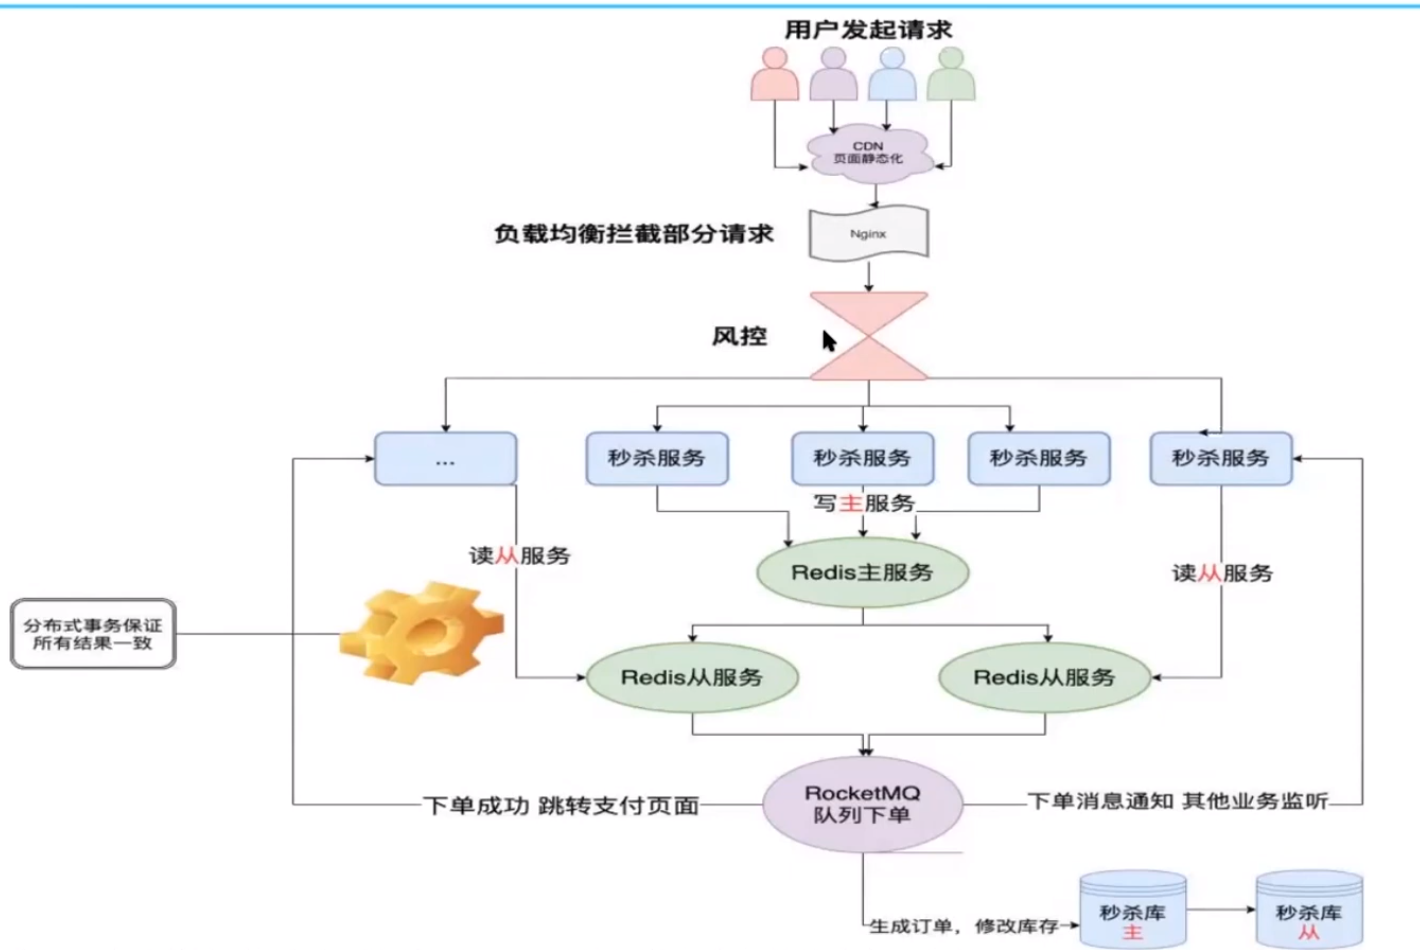 用户发起请求
CDN
页面静态化
负载均衡拦截部分请求
Nginx
风控
...
秒杀服务
秒杀服务
秒杀服务
秒杀服务
写主服务
读从服务
Redis主服务
读从服务
分布式事务保证
所有结果一致
Redis从服务
Redis从服务
下单成功 跳转支付页面
RocketMQ
队列下单
下单消息通知 其他业务监听
生成订单，修改库存
秒杀库
主
秒杀库
从